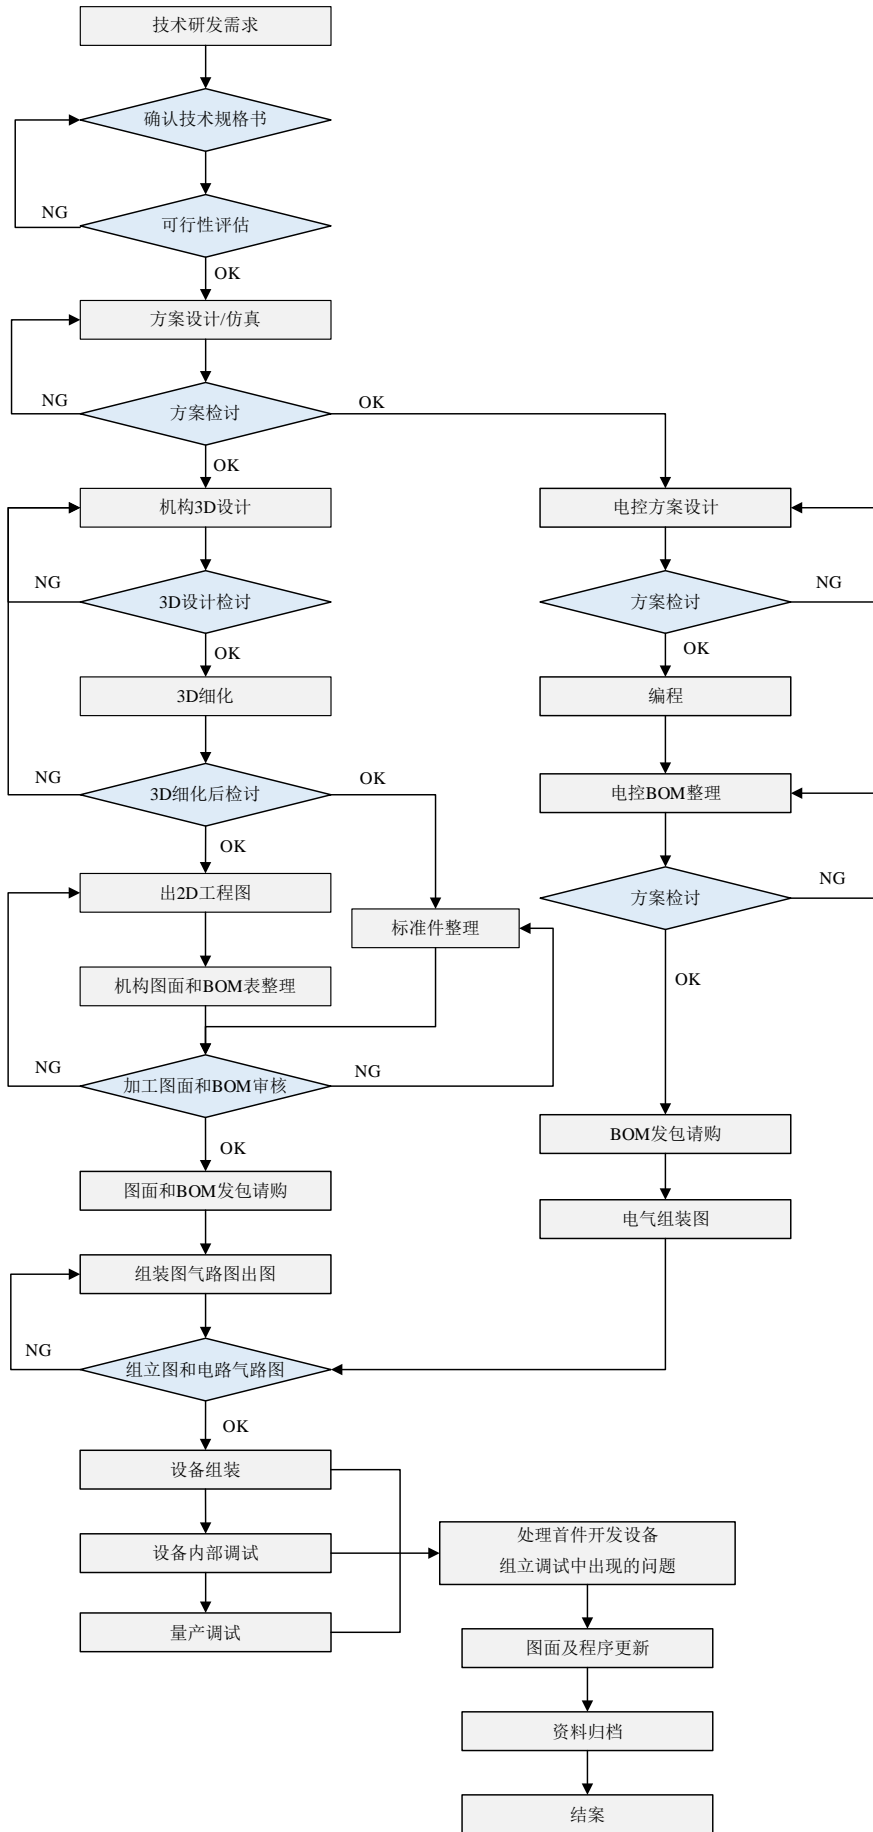 技术研发需求
确认技术规格书
NG
可行性评估
OK
方案设计/仿真
NG
方案检讨
OK
OK
机构3D设计
电控方案设计
NG
3D设计检讨
方案检讨
NG
OK
OK
3D细化
编程
NG
3D细化后检讨
OK
电控BOM整理
OK
出2D工程图
方案检讨
NG
标准件整理
机构图面和BOM表整理
OK
NG
加工图面和BOM审核
NG
OK
BOM发包请购
图面和BOM发包请购
电气组装图
组装图气路图出图
NG
组立图和电路气路图
OK
设备组装
处理首件开发设备
组立调试中出现的问题
设备内部调试
量产调试
图面及程序更新
资料归档
结案